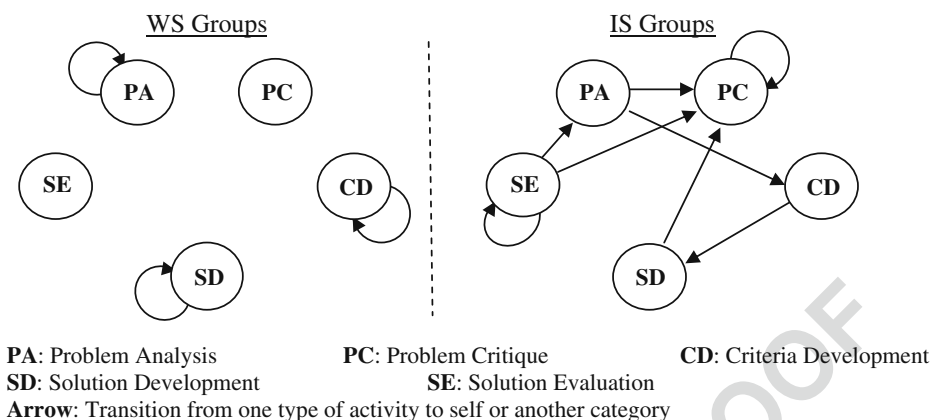 WS Groups
IS Groups
PA
PC
PA
PC
SE
CD
SE
CD
SD
SD
PA: Problem Analysis PC: Problem Critique CD: Criteria Development
SD: Solution Development SE: Solution Evaluation
Arrow: Transition from one type of activity to self or another category